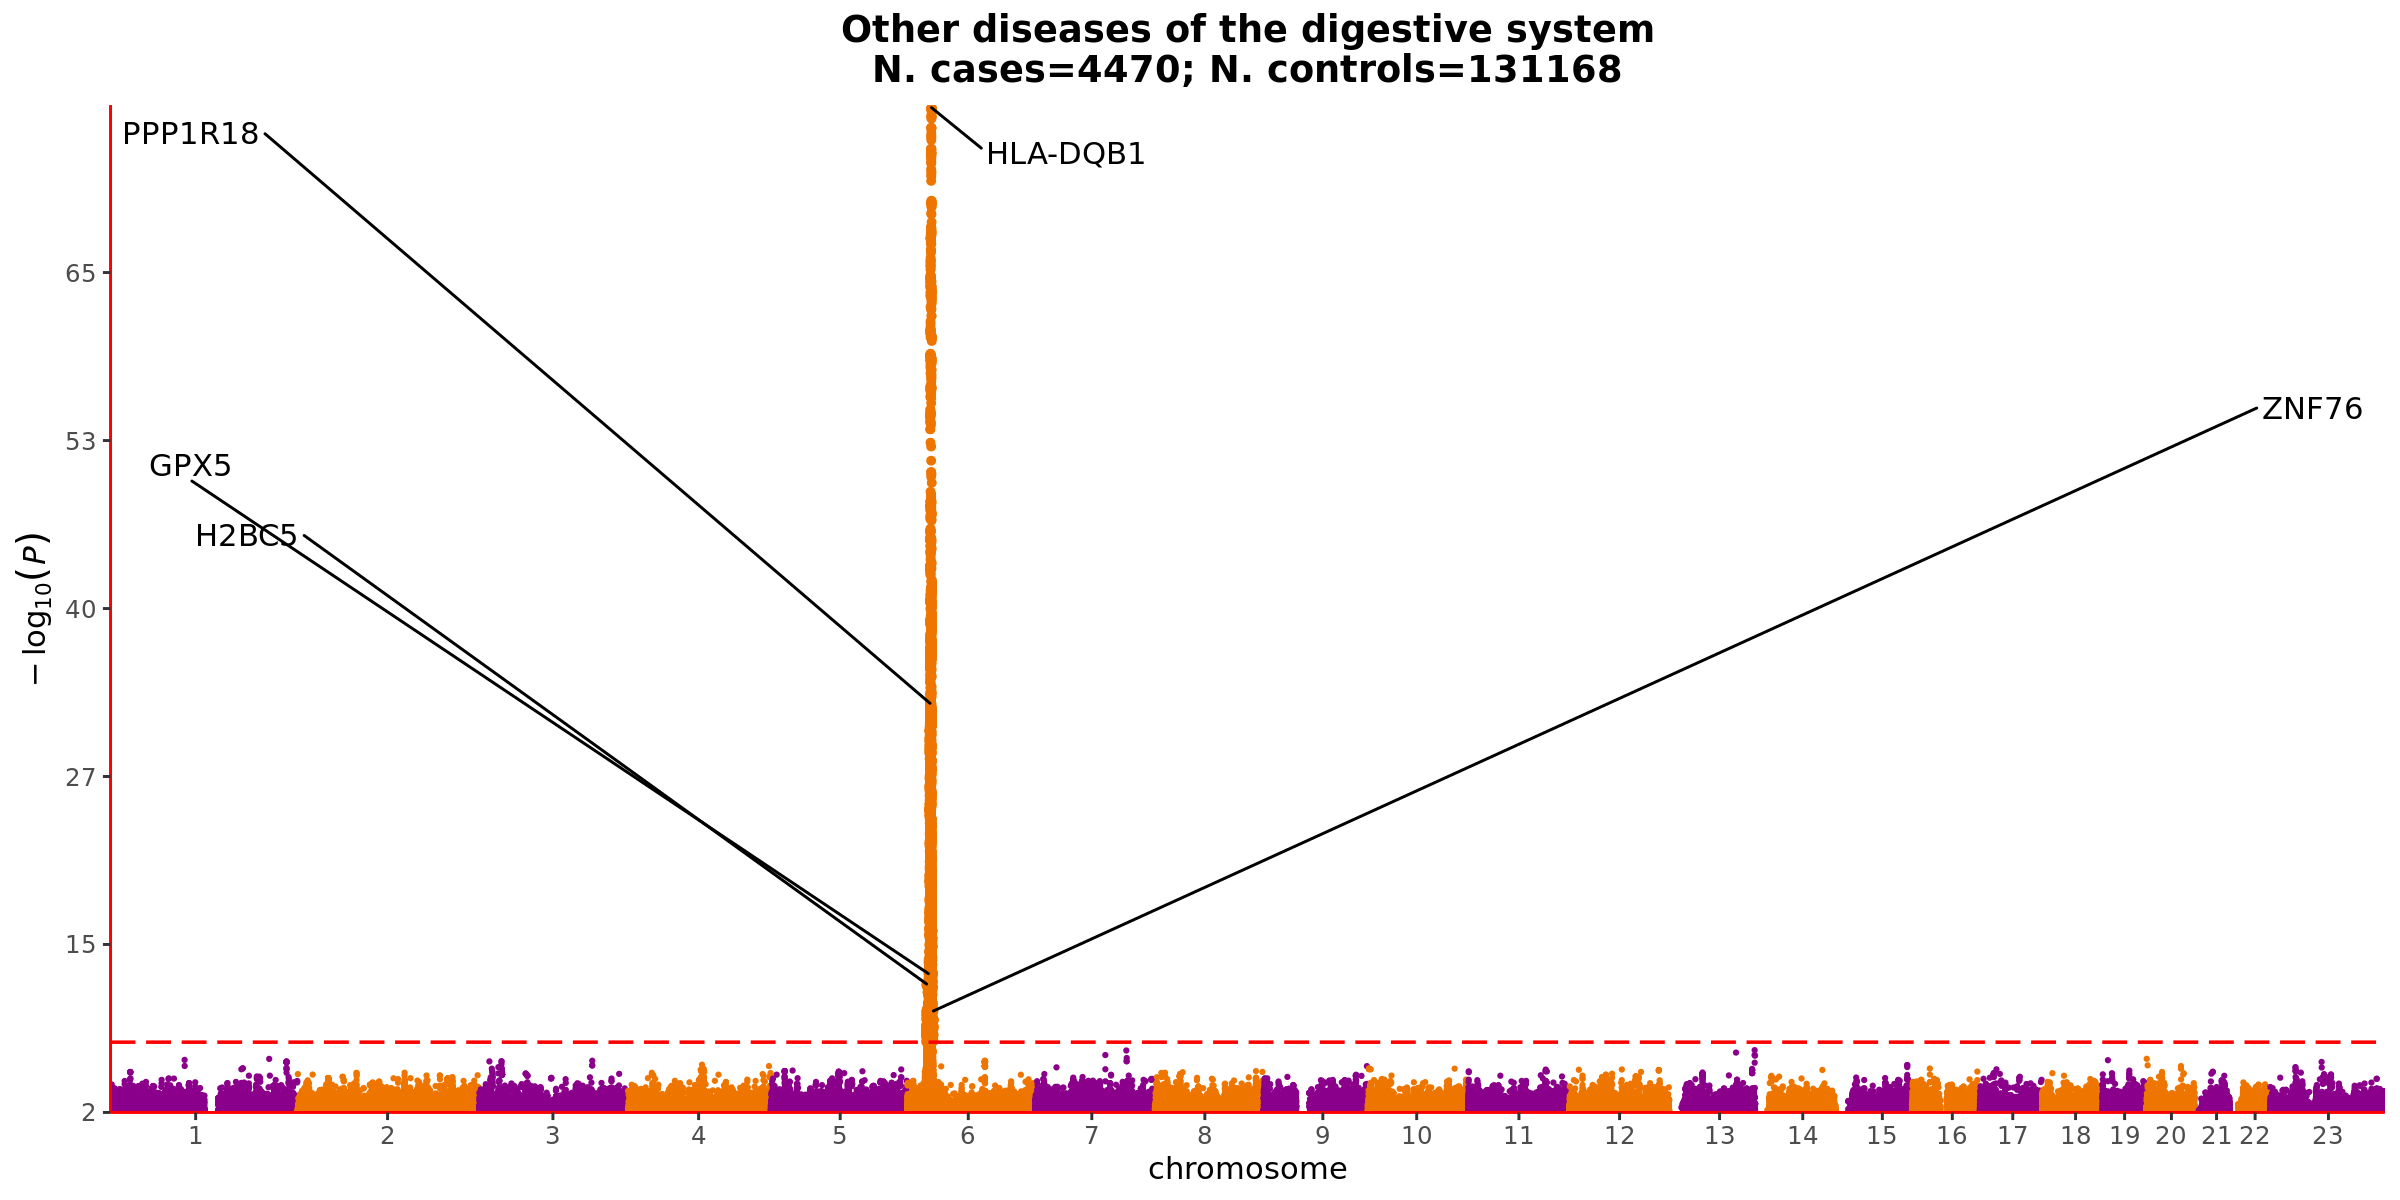 Other diseases of the digestive system
N. cases=4470; N. controls=131168
PPP1R18
HLA-DQB1
ZNF76
GPX5
H2BC5
− log10(P)
65
53
40
27
15
2
1 2 3 4 5 6 7 8 9 10 11 12 13 14 15 16 17 18 19 20 21 22 23
chromosome